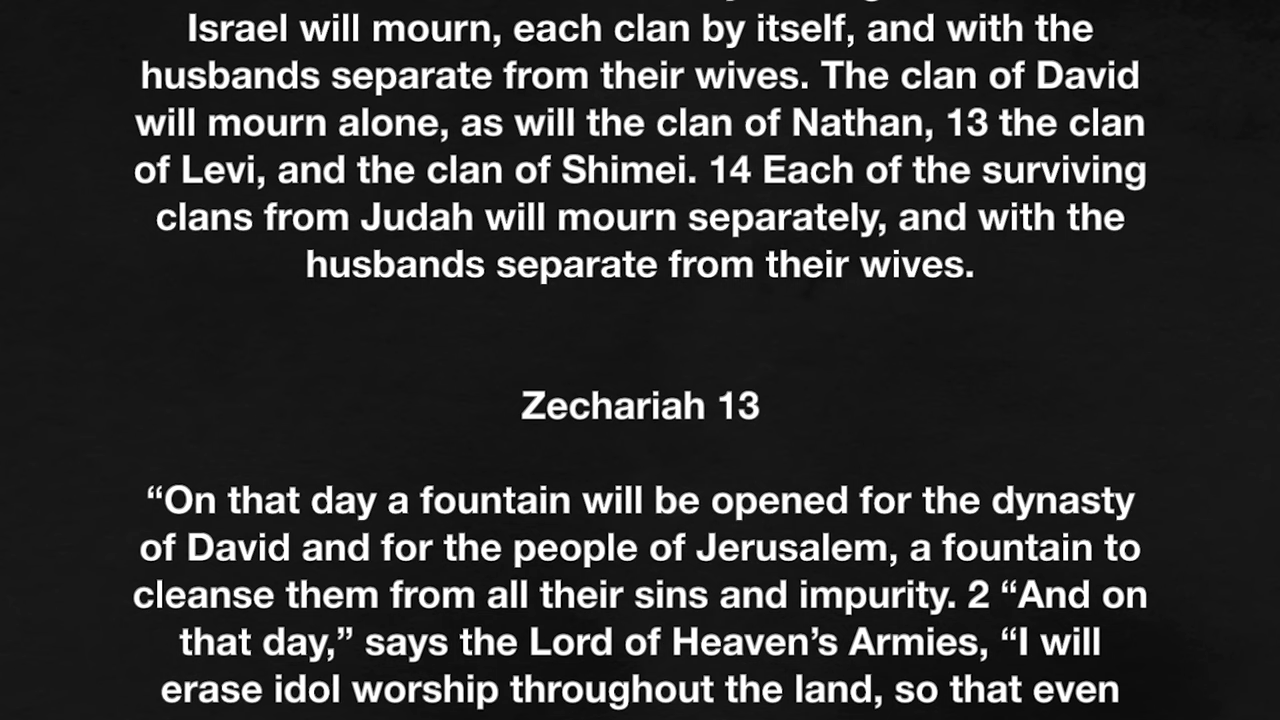 Israel will mourn, each clan by itself, and with the
husbands separate from their wives. The clan of David
will mourn alone, as will the clan of Nathan, 13 the clan
of Levi, and the clan of Shimei. 14 Each of the surviving
clans from Judah will mourn separately, and with the
husbands separate from their wives.
Zechariah 13
“On that day a fountain will be opened for the dynasty
of David and for the people of Jerusalem, a fountain to
cleanse them from all their sins and impurity. 2 “And on
that day,” says the Lord of Heaven’s Armies, “I will
erase idol worship throughout the land, so that even